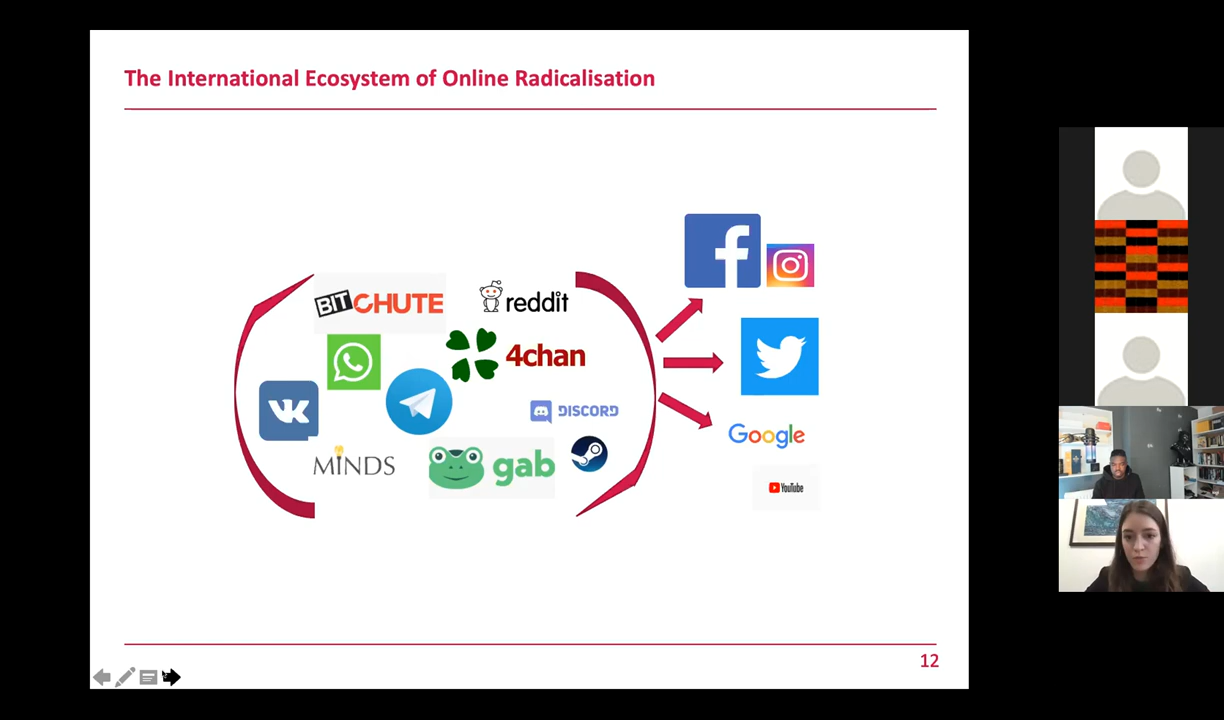 The International Ecosystem of Online Radicalisation
BITCHUTE
reddit
4chan
DISCORD
MINDS
gab
Google
YouTube
12